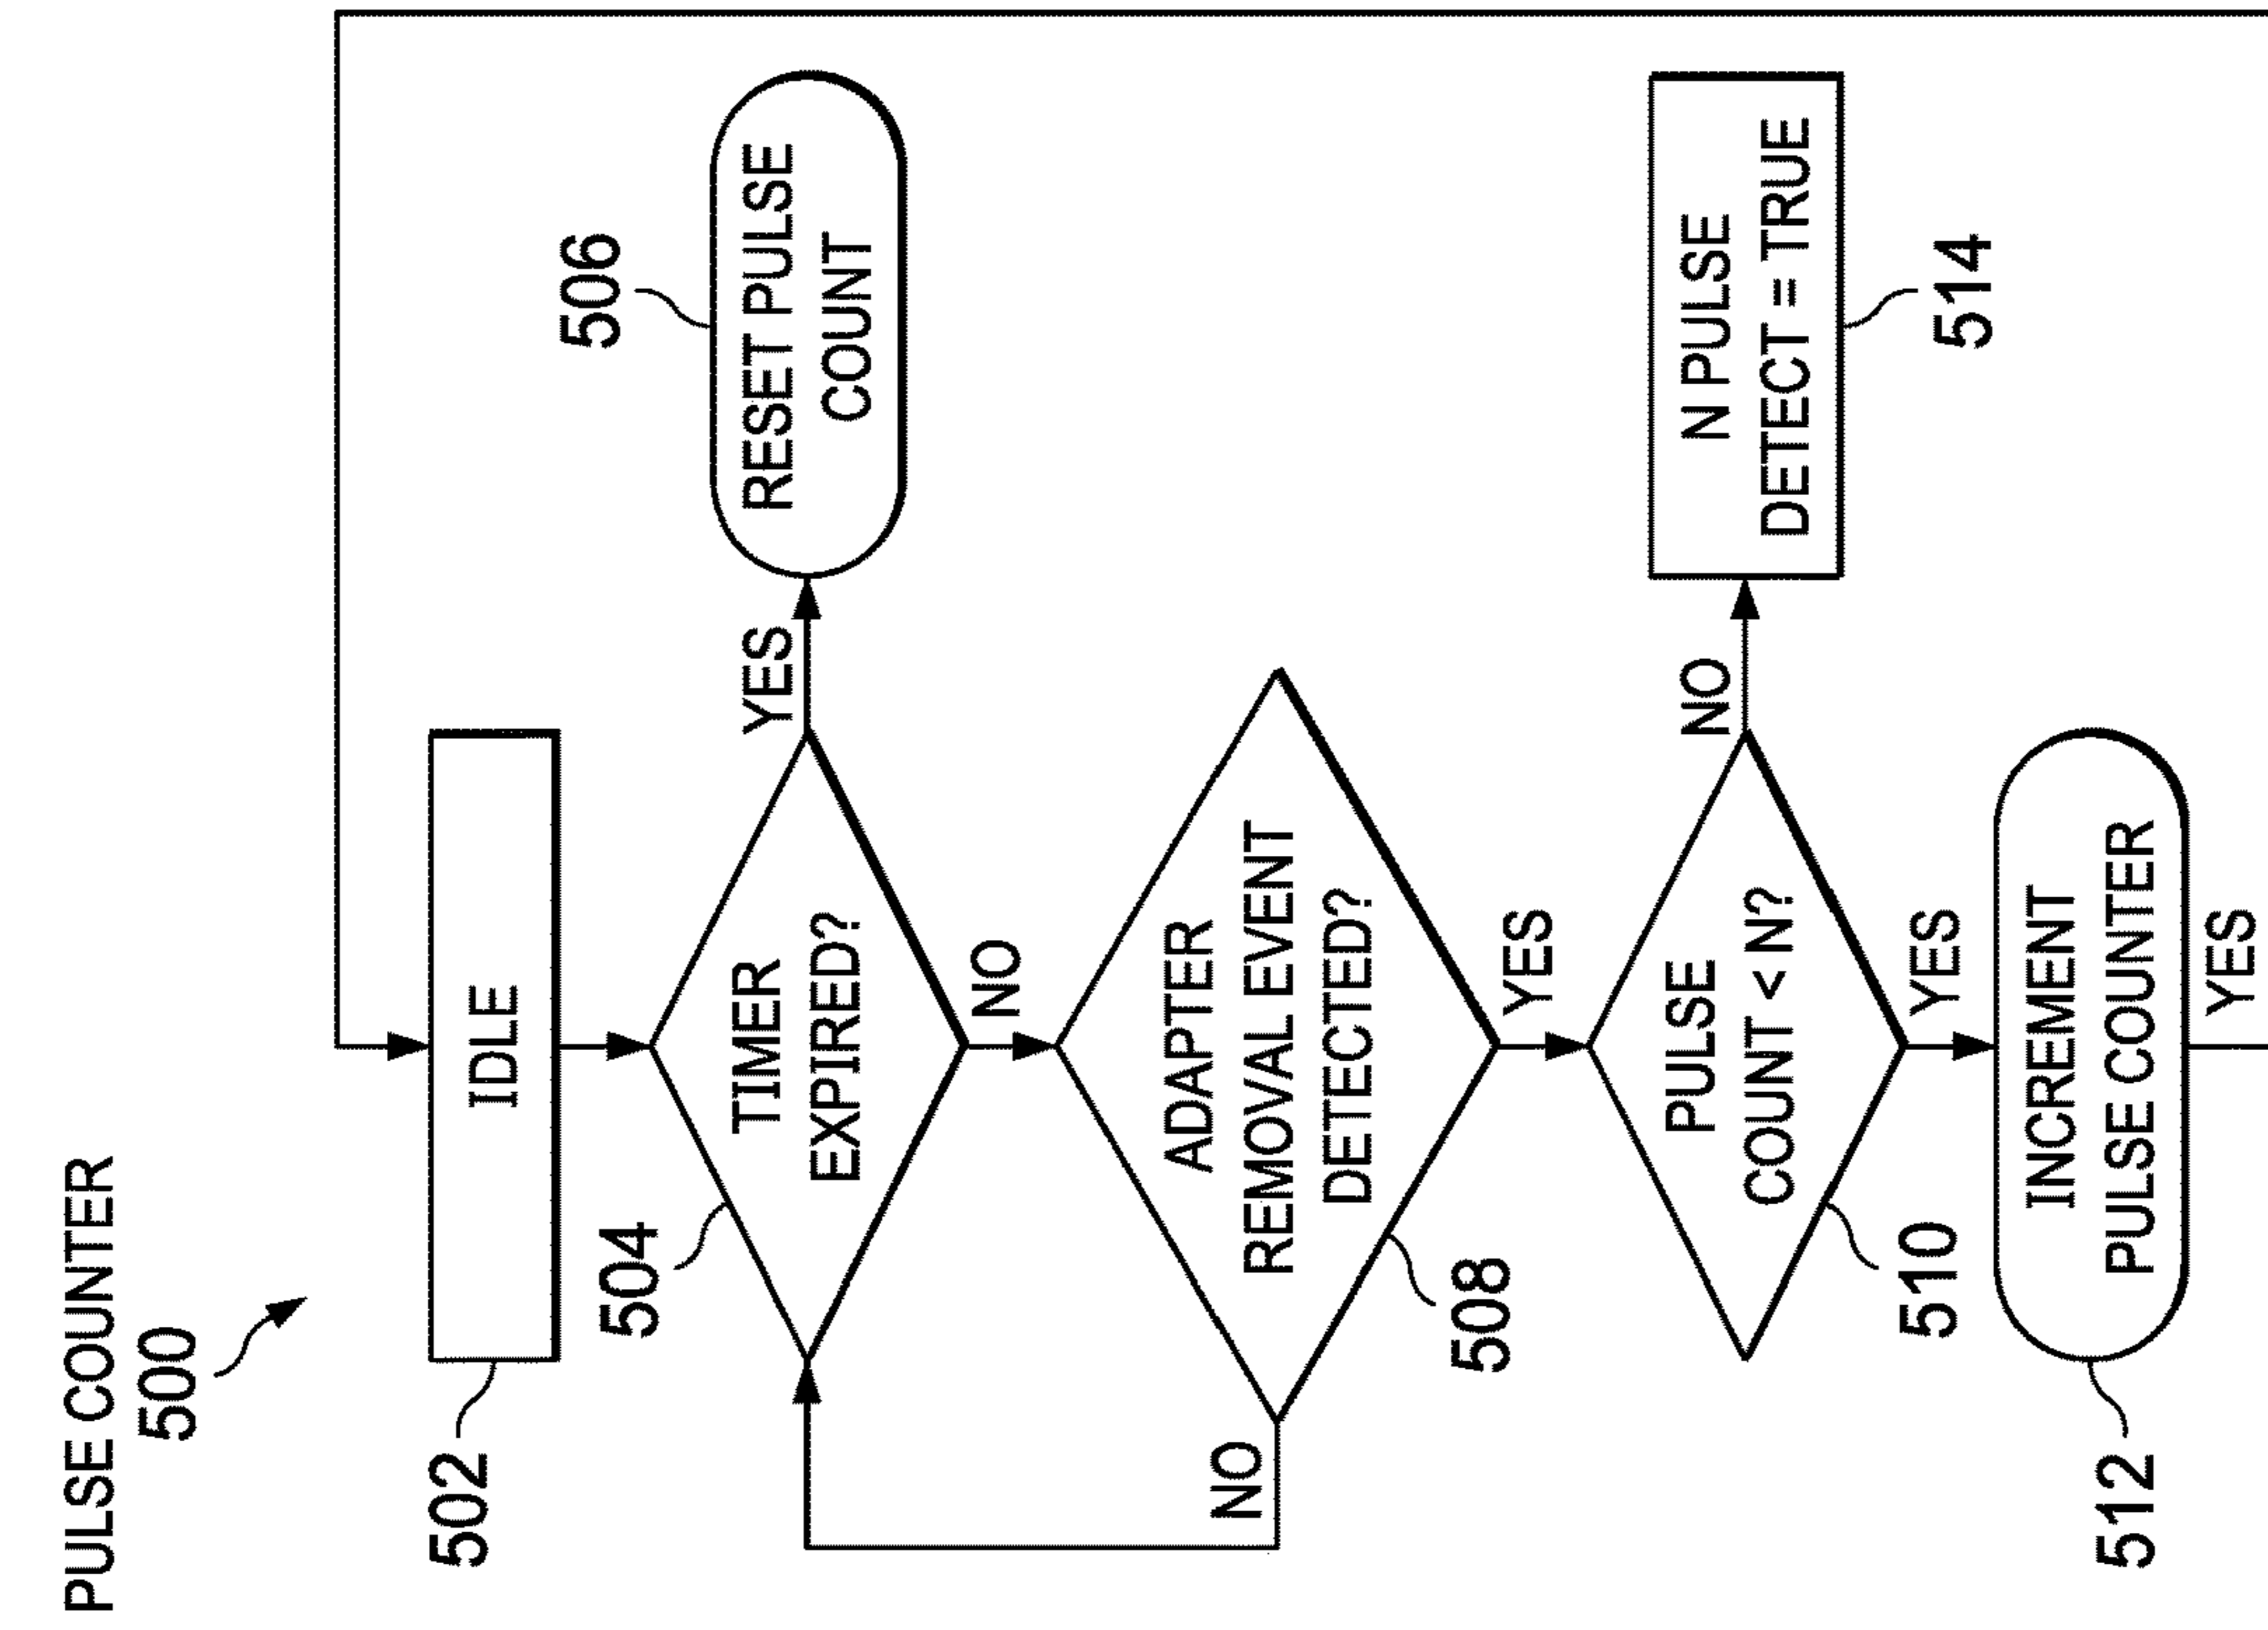 PULSE COUNTER
500
502
IDLE
504
TIMER
EXPIRED?
YES
506
RESET PULSE
COUNT
NO
ADAPTER
REMOVAL EVENT
DETECTED?
NO
508
YES
PULSE
COUNT < N?
510
NO
N PULSE
DETECT = TRUE
514
YES
INCREMENT
PULSE COUNTER
512
YES